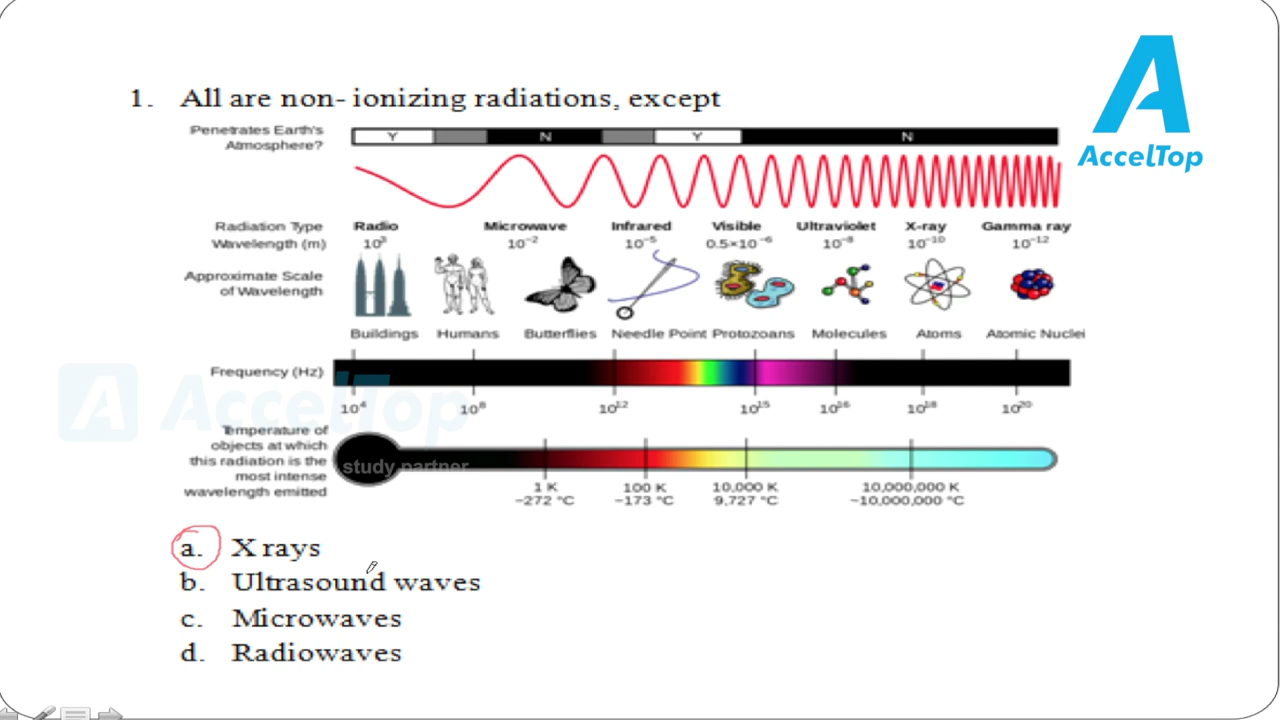 A
AccelTop
1. All are non- ionizing radiations, except
Penetrates Earth's
Atmosphere?
Y N Y N
Radiation Type Radio Microwave Infrared Visible Ultraviolet X-ray Gamma ray
Wavelength (m) 10³ 10⁻² 10⁻⁵ 0.5×10⁻⁶ 10⁻⁸ 10⁻¹⁰ 10⁻¹²
Approximate Scale
of Wavelength
Buildings Humans Butterflies Needle Point Protozoans Molecules Atoms Atomic Nuclei
Frequency (Hz)
10⁴ 10⁸ 10¹² 10¹⁵ 10¹⁶ 10¹⁸ 10²⁰
A AccelTop
study partner
Temperature of
objects at which
this radiation is the
most intense
wavelength emitted
1 K 100 K 10,000 K 10,000,000 K
−272 °C −173 °C 9,727 °C ~10,000,000 °C
a. X rays
b. Ultrasound waves
c. Microwaves
d. Radiowaves